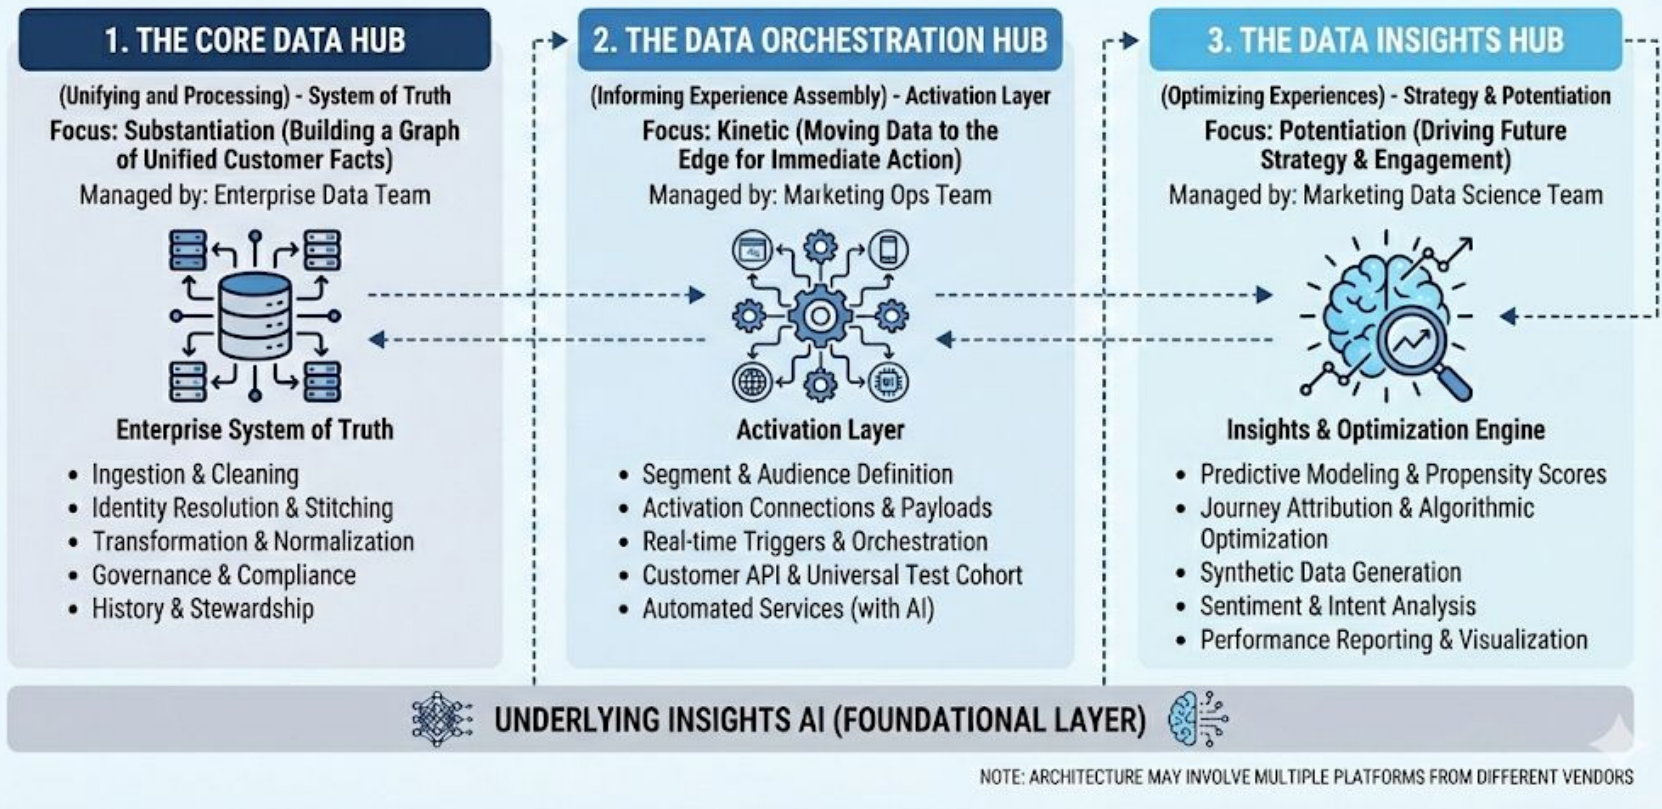 1. THE CORE DATA HUB
(Unifying and Processing) - System of Truth
Focus: Substantiation (Building a Graph
of Unified Customer Facts)
Managed by: Enterprise Data Team
Enterprise System of Truth
• Ingestion & Cleaning
• Identity Resolution & Stitching
• Transformation & Normalization
• Governance & Compliance
• History & Stewardship
2. THE DATA ORCHESTRATION HUB
(Informing Experience Assembly) - Activation Layer
Focus: Kinetic (Moving Data to the
Edge for Immediate Action)
Managed by: Marketing Ops Team
Activation Layer
• Segment & Audience Definition
• Activation Connections & Payloads
• Real-time Triggers & Orchestration
• Customer API & Universal Test Cohort
• Automated Services (with AI)
3. THE DATA INSIGHTS HUB
(Optimizing Experiences) - Strategy & Potentiation
Focus: Potentiation (Driving Future
Strategy & Engagement)
Managed by: Marketing Data Science Team
Insights & Optimization Engine
• Predictive Modeling & Propensity Scores
• Journey Attribution & Algorithmic
Optimization
• Synthetic Data Generation
• Sentiment & Intent Analysis
• Performance Reporting & Visualization
UNDERLYING INSIGHTS AI (FOUNDATIONAL LAYER)
NOTE: ARCHITECTURE MAY INVOLVE MULTIPLE PLATFORMS FROM DIFFERENT VENDORS